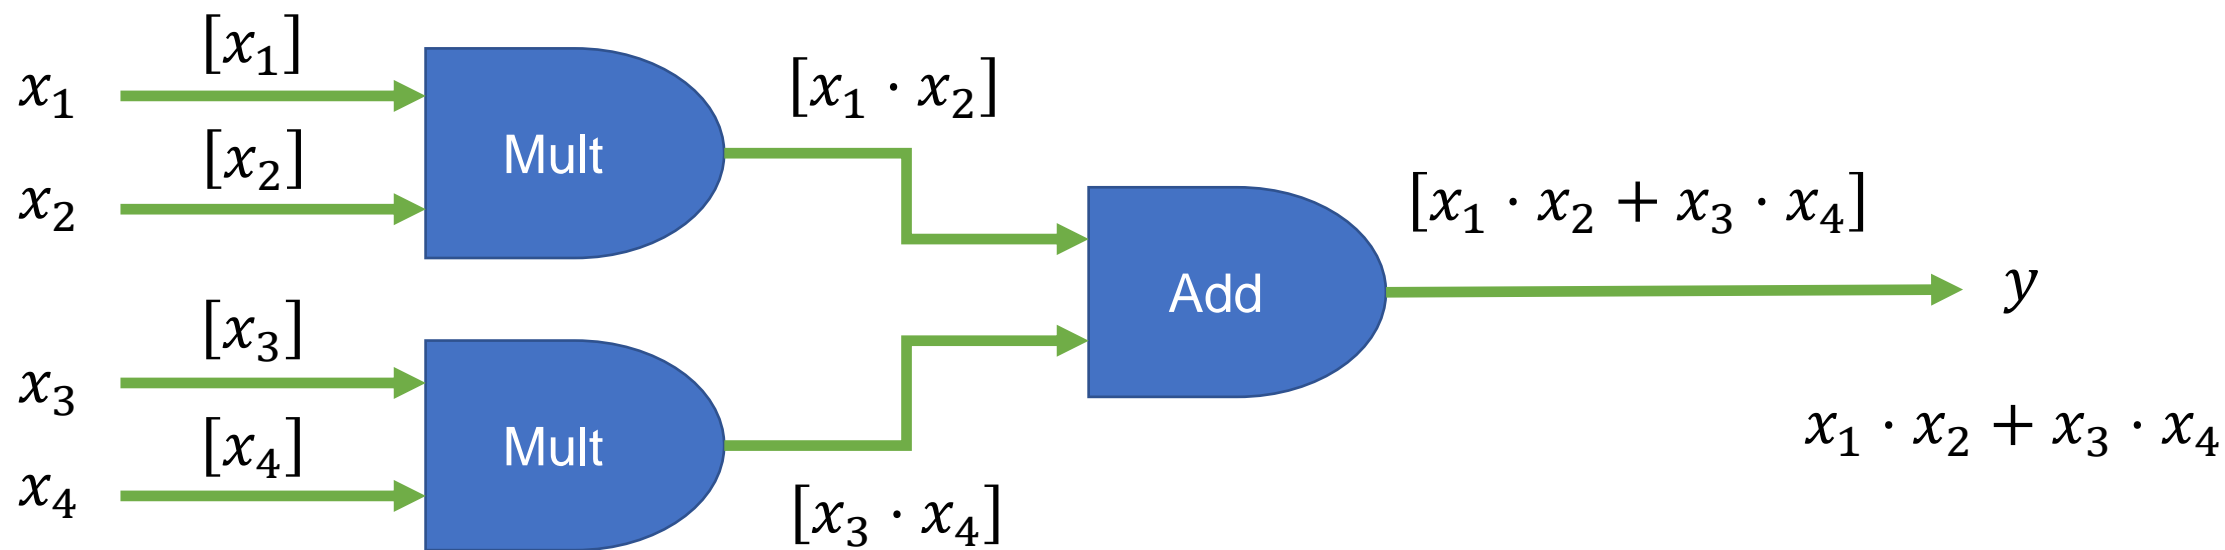 [x₁]
x₁
[x₂]
x₂
Mult
[x₁ · x₂]
[x₃]
x₃
[x₄]
x₄
Mult
[x₃ · x₄]
Add
[x₁ · x₂ + x₃ · x₄]
y
x₁ · x₂ + x₃ · x₄